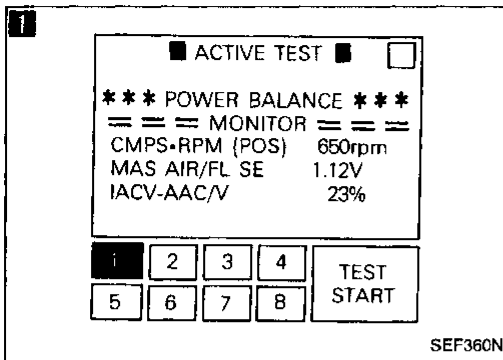 1
■ ACTIVE TEST ■
*** POWER BALANCE ***
=== MONITOR ===
CMPS•RPM (POS) 650rpm
MAS AIR/FL SE 1.12V
IACV-AAC/V 23%
1 2 3 4
TEST START
5 6 7 8
SEF360N